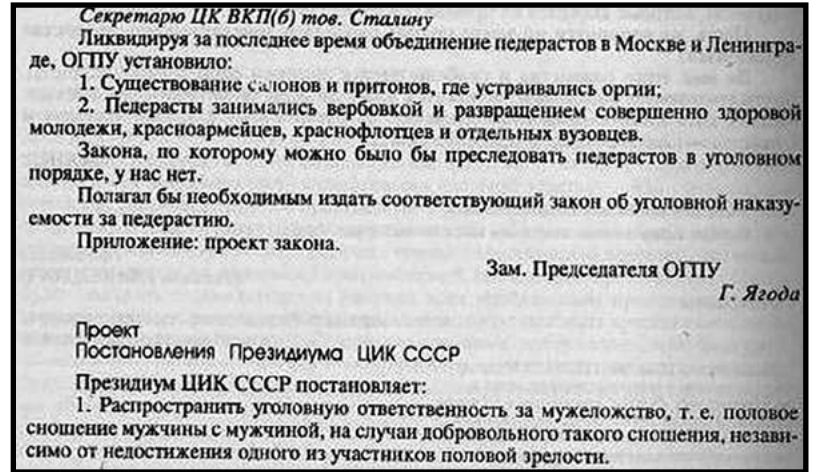 Секретарю ЦК ВКП(б) тов. Сталину
Ликвидируя за последнее время объединение педерастов в Москве и Ленингра-
де, ОГПУ установило:
1. Существование салонов и притонов, где устраивались оргии;
2. Педерасты занимались вербовкой и развращением совершенно здоровой
молодежи, красноармейцев, краснофлотцев и отдельных вузовцев.
Закона, по которому можно было бы преследовать педерастов в уголовном
порядке, у нас нет.
Полагал бы необходимым издать соответствующий закон об уголовной наказу-
емости за педерастию.
Приложение: проект закона.
Зам. Председателя ОГПУ
Г. Ягода
Проект
Постановления Президиума ЦИК СССР
Президиум ЦИК СССР постановляет:
1. Распространить уголовную ответственность за мужеложство, т. е. половое
сношение мужчины с мужчиной, на случаи добровольного такого сношения, незави-
симо от недостижения одного из участников половой зрелости.